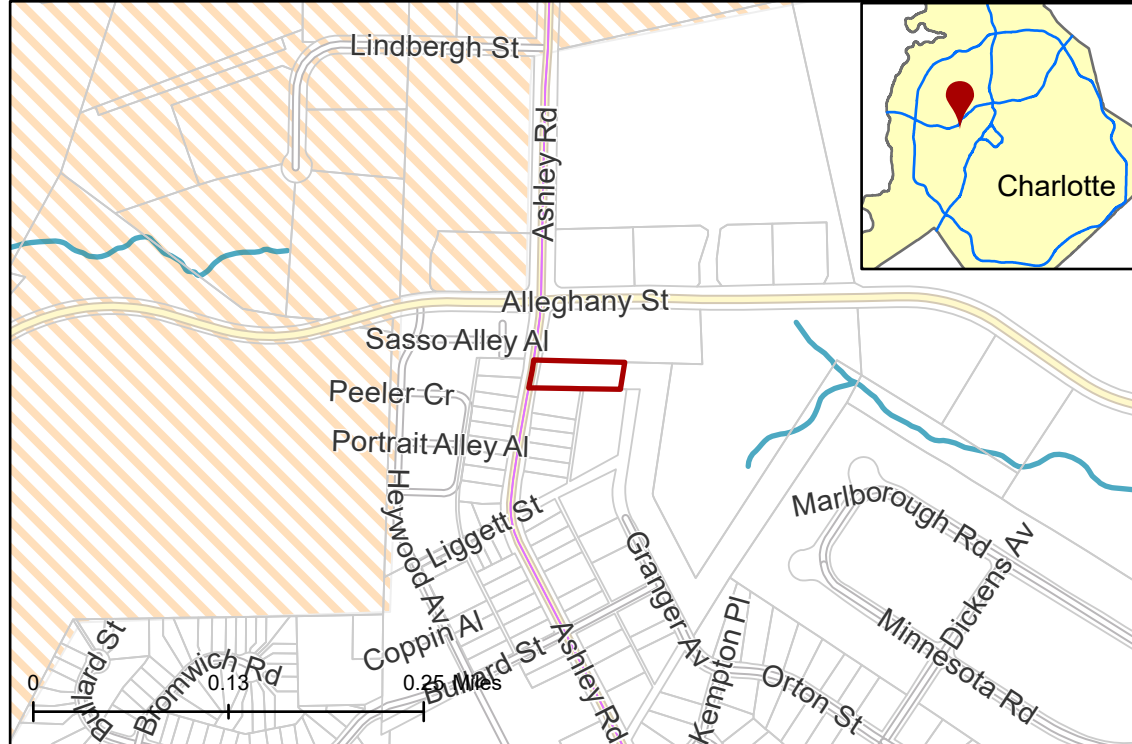 Lindbergh St
Ashley Rd
Charlotte
Alleghany St
Sasso Alley Al
Peeler Cr
Portrait Alley Al
Heywood Av
Liggett St
Marlborough Rd
Granger Av
Dickens Av
Coppin Al
Bullard St
Ashley Rd
Kempton Pl
Minnesota Rd
Bullard St
Bromwich Rd
Orton St
0
0.13
0.25 Miles